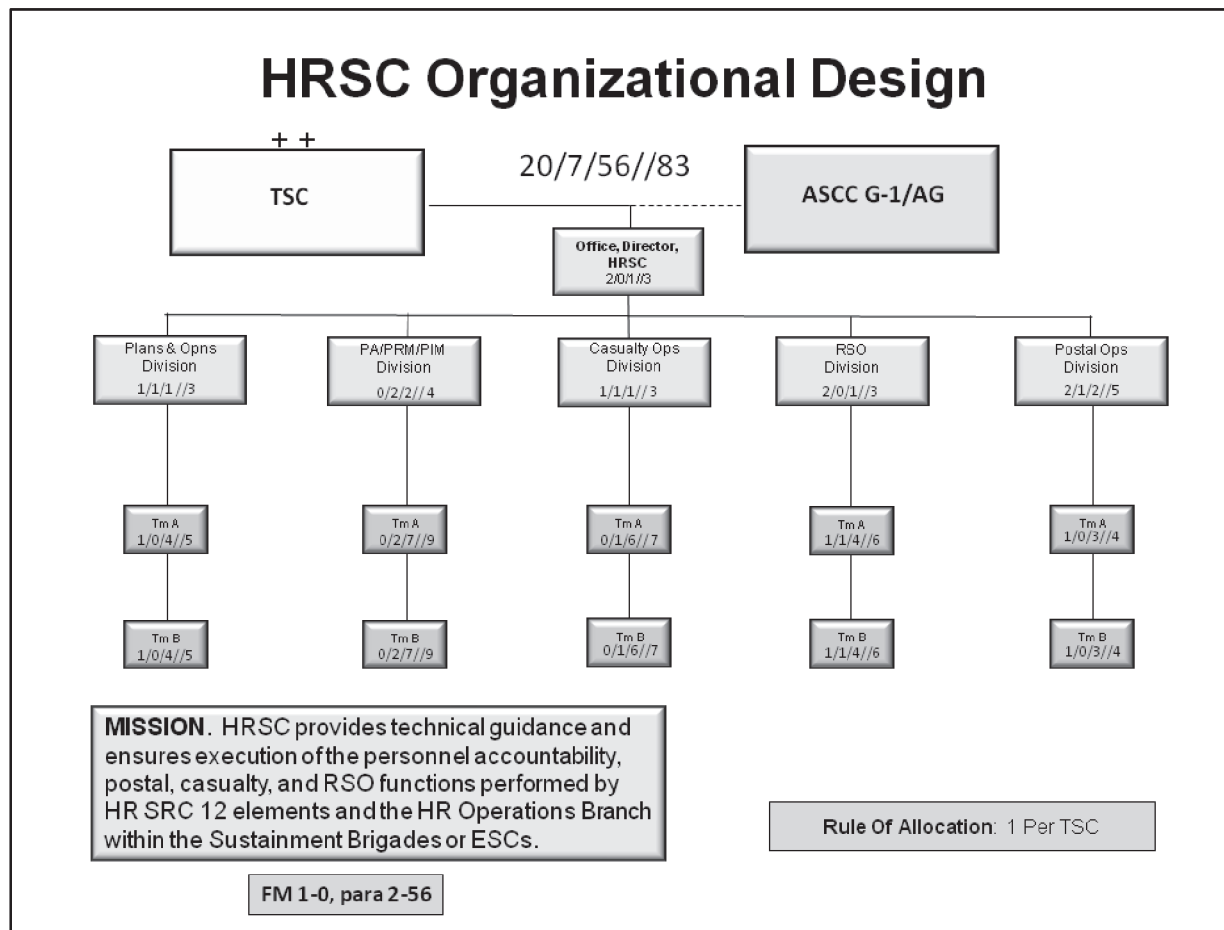 HRSC Organizational Design
+ +
TSC
20/7/56//83
ASCC G-1/AG
Office, Director,
HRSC
2/0/1//3
Plans & Opns
Division
1/1/1 //3
PA/PRM/PIM
Division
0/2/2// 4
Casualty Ops
Division
1/1/1// 3
RSO
Division
2/0/1//3
Postal Ops
Division
2/1/2//5
Tm A
1/0/4//5
Tm A
0/2/7//9
Tm A
0/1/6//7
Tm A
1/1/4//6
Tm A
1/0/3//4
Tm B
1/0/4//5
Tm B
0/2/7//9
Tm B
0/1/6//7
Tm B
1/1/4//6
Tm B
1/0/3//4
MISSION. HRSC provides technical guidance and
ensures execution of the personnel accountability,
postal, casualty, and RSO functions performed by
HR SRC 12 elements and the HR Operations Branch
within the Sustainment Brigades or ESCs.
Rule Of Allocation: 1 Per TSC
FM 1-0, para 2-56